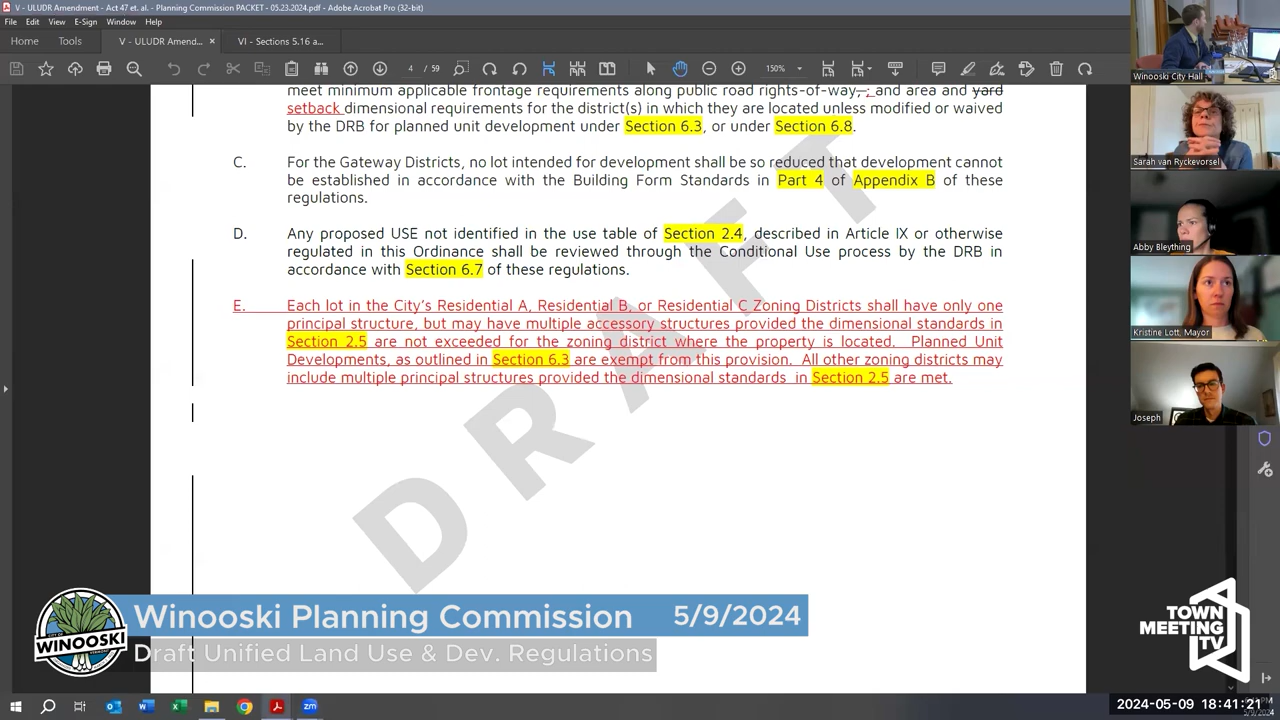 V - ULUDR Amendment - Act 47 et. al. - Planning Commission PACKET - 05.23.2024.pdf - Adobe Acrobat Pro (32-bit)
File Edit View E-Sign Window Help
Home Tools V - ULUDR Amend... × VI - Sections 5.16 a...
4 / 59 150%
meet minimum applicable frontage requirements along public road rights-of-way, ; and area and yard
setback dimensional requirements for the district(s) in which they are located unless modified or waived
by the DRB for planned unit development under Section 6.3, or under Section 6.8.
C. For the Gateway Districts, no lot intended for development shall be so reduced that development cannot
be established in accordance with the Building Form Standards in Part 4 of Appendix B of these
regulations.
D. Any proposed USE not identified in the use table of Section 2.4, described in Article IX or otherwise
regulated in this Ordinance shall be reviewed through the Conditional Use process by the DRB in
accordance with Section 6.7 of these regulations.
E. Each lot in the City's Residential A, Residential B, or Residential C Zoning Districts shall have only one
principal structure, but may have multiple accessory structures provided the dimensional standards in
Section 2.5 are not exceeded for the zoning district where the property is located. Planned Unit
Developments, as outlined in Section 6.3 are exempt from this provision. All other zoning districts may
include multiple principal structures provided the dimensional standards in Section 2.5 are met.
DRAFT
Winooski City Hall
Sarah van Ryckevorsel
Abby Bleything
Kristine Lott, Mayor
Joseph
WINOOSKI
Winooski Planning Commission 5/9/2024
Draft Unified Land Use & Dev. Regulations
TOWN
MEETING
TV
2024-05-09 18:41:21